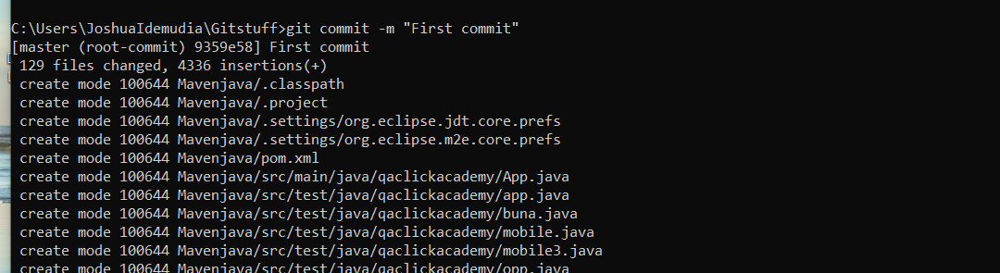 C:\Users\JoshuaIdemudia\Gitstuff>git commit -m "First commit"
[master (root-commit) 9359e58] First commit
 129 files changed, 4336 insertions(+)
 create mode 100644 Mavenjava/.classpath
 create mode 100644 Mavenjava/.project
 create mode 100644 Mavenjava/.settings/org.eclipse.jdt.core.prefs
 create mode 100644 Mavenjava/.settings/org.eclipse.m2e.core.prefs
 create mode 100644 Mavenjava/pom.xml
 create mode 100644 Mavenjava/src/main/java/qaclickacademy/App.java
 create mode 100644 Mavenjava/src/test/java/qaclickacademy/app.java
 create mode 100644 Mavenjava/src/test/java/qaclickacademy/buna.java
 create mode 100644 Mavenjava/src/test/java/qaclickacademy/mobile.java
 create mode 100644 Mavenjava/src/test/java/qaclickacademy/mobile3.java
 create mode 100644 Mavenjava/src/test/java/qaclickacademy/opp.java